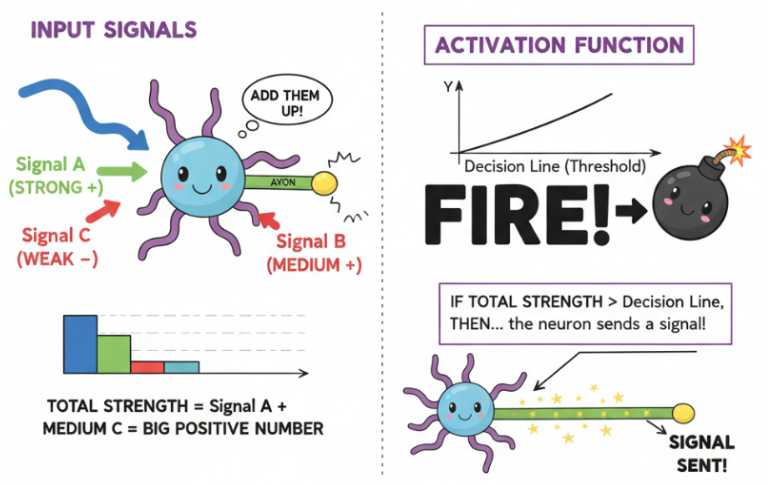 INPUT SIGNALS
ADD THEM
UP!
Signal A
(STRONG +)
AYON
Signal C
(WEAK –)
Signal B
(MEDIUM +)
TOTAL STRENGTH = Signal A +
MEDIUM C = BIG POSITIVE NUMBER
ACTIVATION FUNCTION
Y
Decision Line (Threshold)
FIRE!
IF TOTAL STRENGTH > Decision Line,
THEN... the neuron sends a signal!
SIGNAL
SENT!